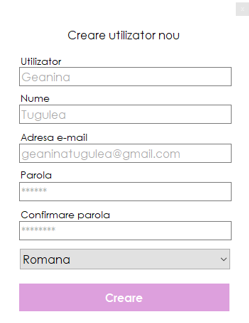 Creare utilizator nou
Utilizator
Geanina
Nume
Tugulea
Adresa e-mail
geaninatugulea@gmail.com
Parola
******
Confirmare parola
********
Romana
Creare